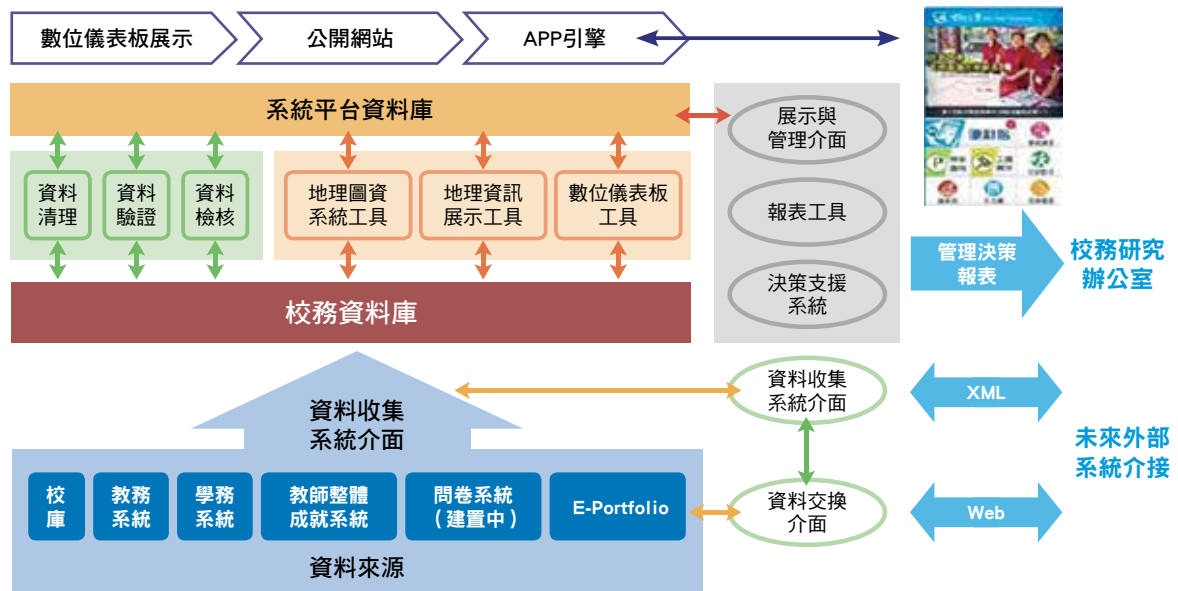 數位儀表板展示
公開網站
APP引擎
系統平台資料庫
資料
清理
資料
驗證
資料
檢核
地理圖資
系統工具
地理資訊
展示工具
數位儀表板
工具
校務資料庫
展示與
管理介面
報表工具
決策支援
系統
管理決策
報表
校務研究
辦公室
資料收集
系統介面
校
庫
教務
系統
學務
系統
教師整體
成就系統
問卷系統
（建置中）
E-Portfolio
資料來源
資料收集
系統介面
資料交換
介面
XML
Web
未來外部
系統介接